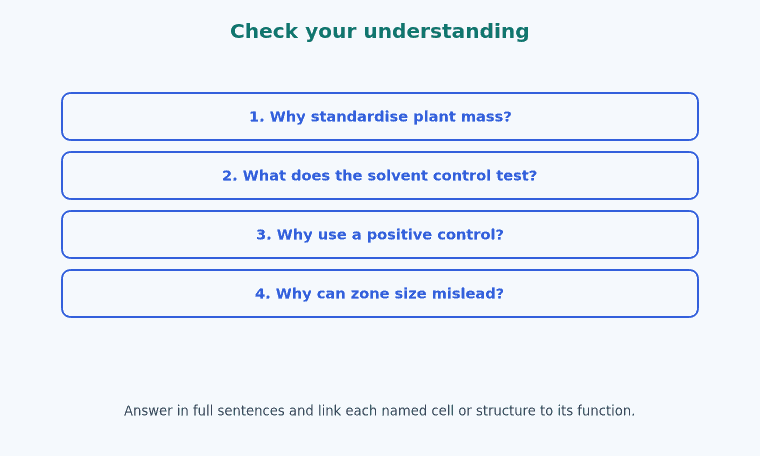 Check your understanding
1. Why standardise plant mass?
2. What does the solvent control test?
3. Why use a positive control?
4. Why can zone size mislead?
Answer in full sentences and link each named cell or structure to its function.